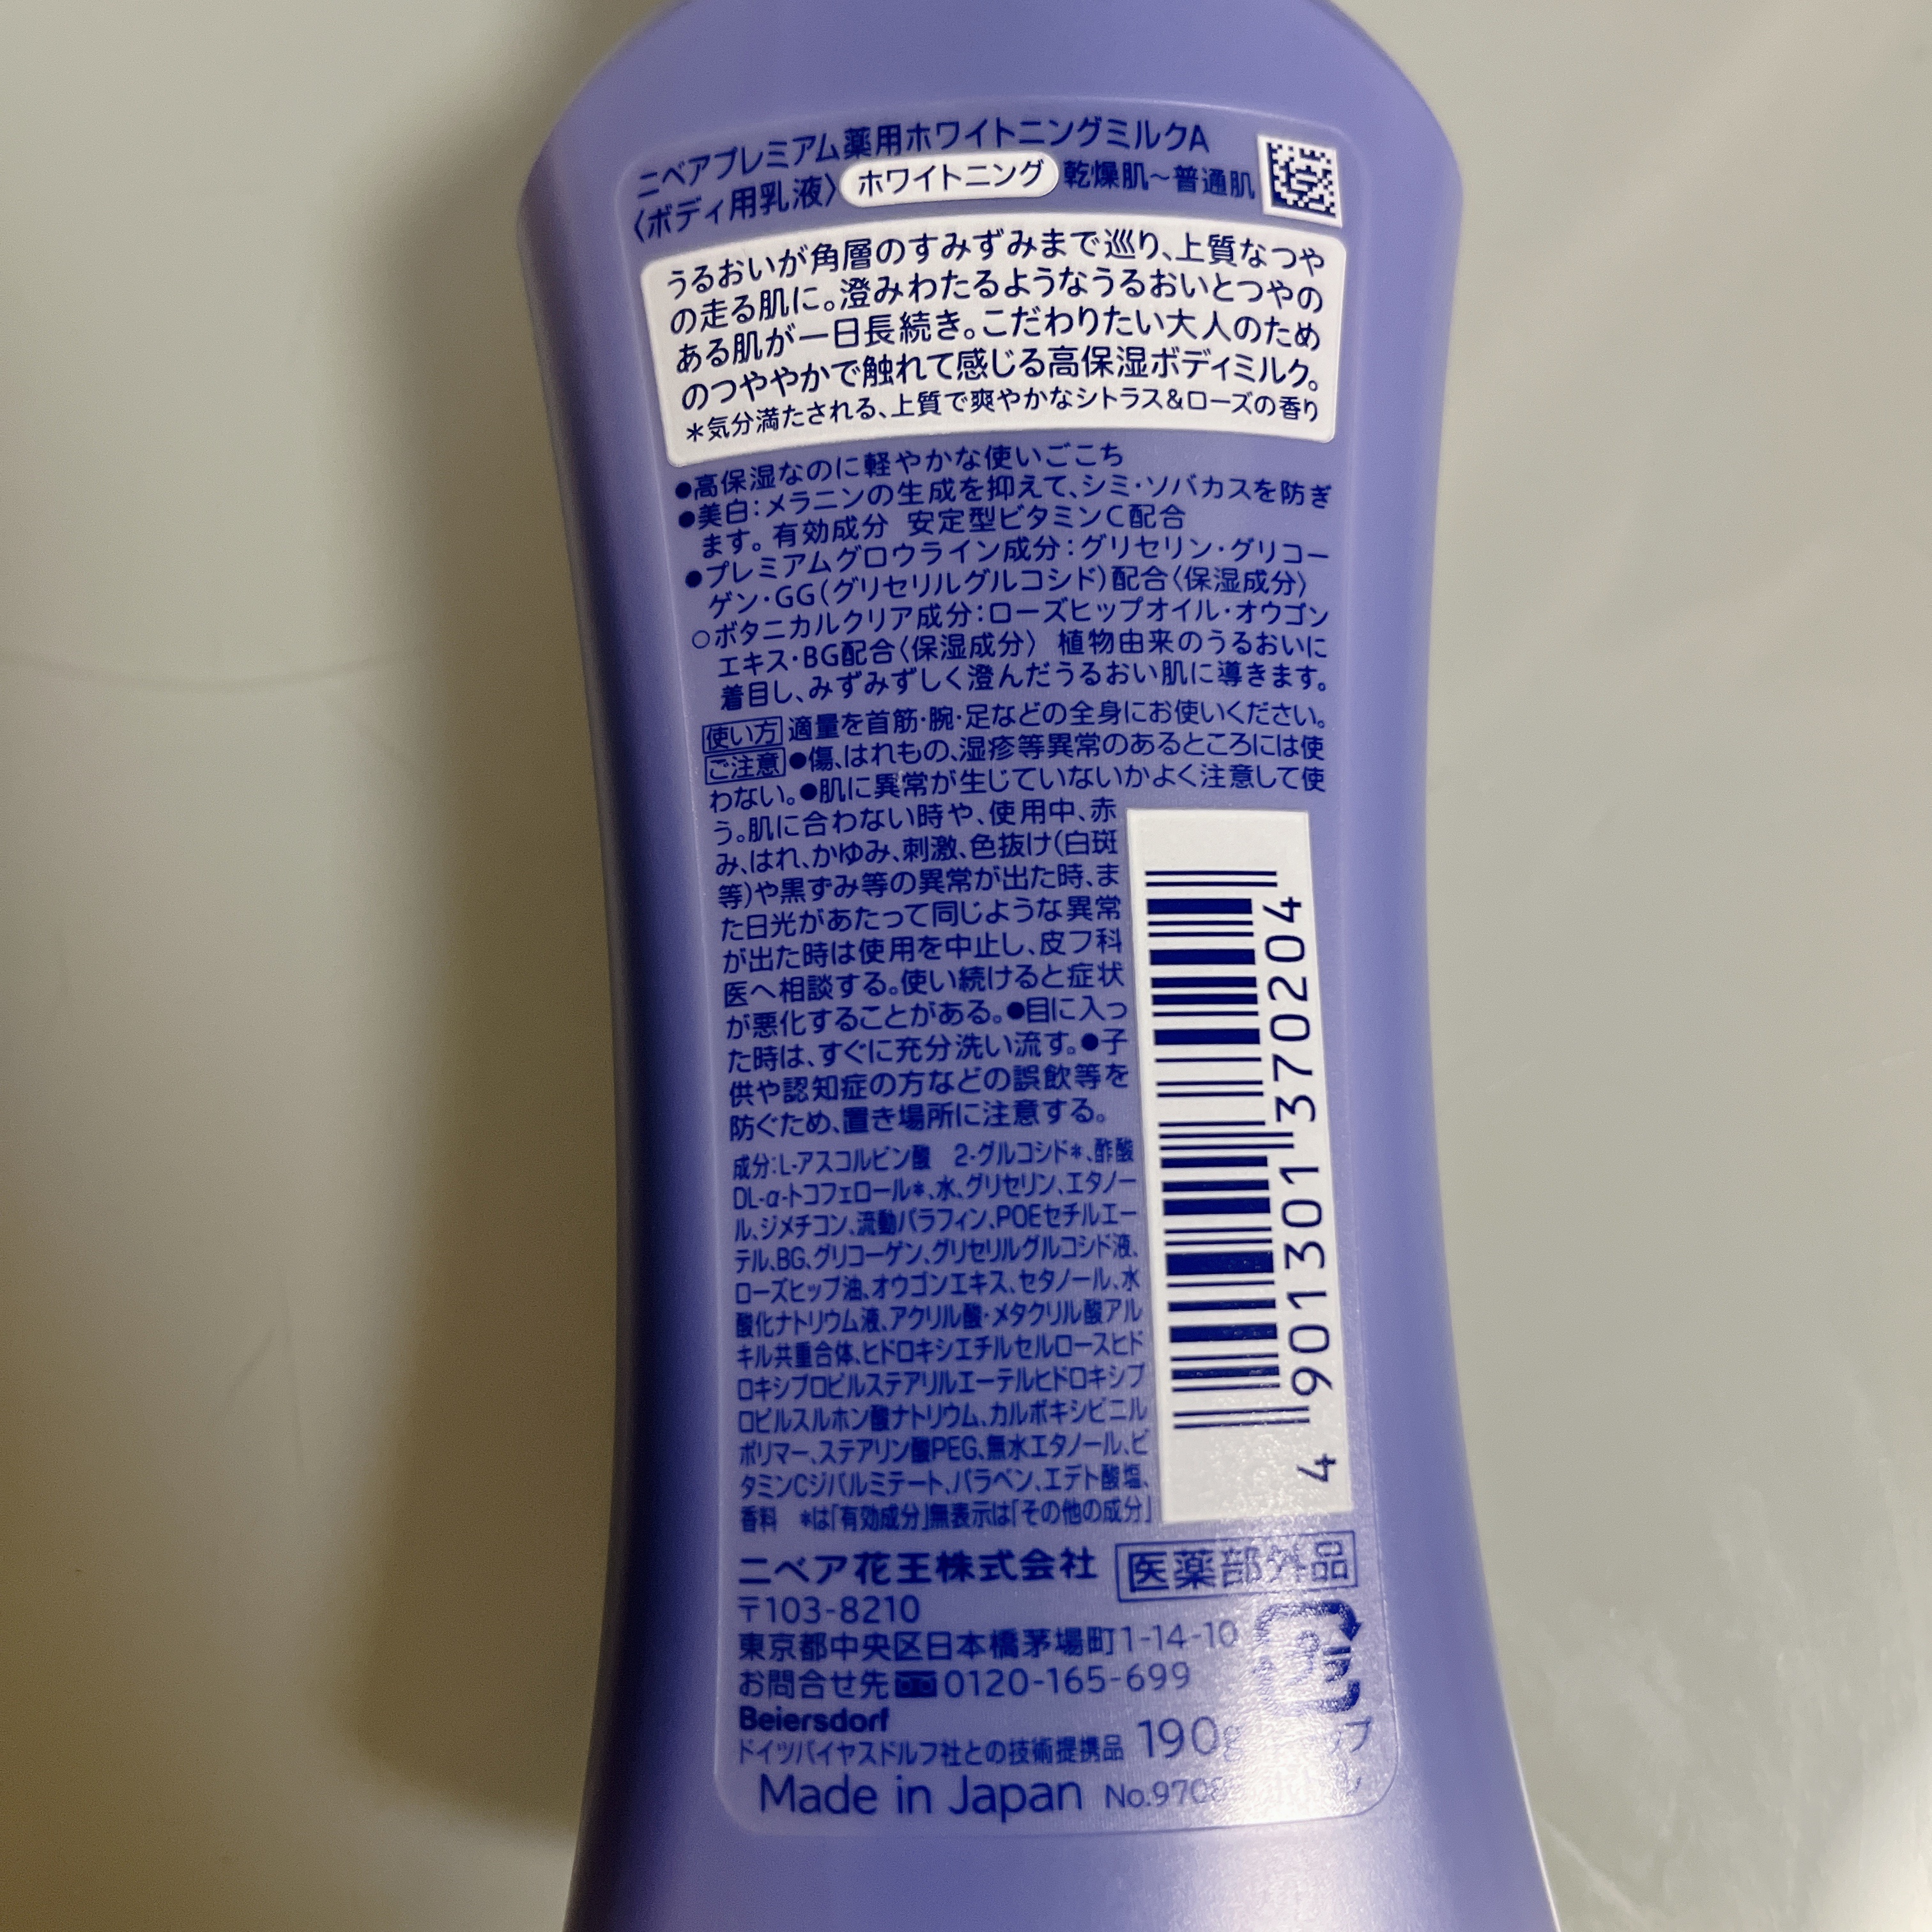 ニベアプレミアム薬用ホワイトニングミルクA
〈ボディ用乳液〉 ホワイトニング 乾燥肌～普通肌
うるおいが角層のすみずみまで巡り、上質なつや
の走る肌に。澄みわたるようなうるおいとつやの
ある肌が一日長続き。こだわりたい大人のため
のつややかで触れて感じる高保湿ボディミルク。
＊気分満たされる、上質で爽やかなシトラス&ローズの香り
●高保湿なのに軽やかな使いごこち
●美白：メラニンの生成を抑えて、シミ・ソバカスを防ぎ
ます。有効成分 安定型ビタミンC配合
●プレミアムグロウライン成分：グリセリン・グリコー
ゲン・GG(グリセリルグルコシド)配合〈保湿成分〉
○ボタニカルクリア成分：ローズヒップオイル・オウゴン
エキス・BG配合〈保湿成分〉 植物由来のうるおいに
着目し、みずみずしく澄んだうるおい肌に導きます。
使い方 適量を首筋・腕・足などの全身にお使いください。
ご注意 ●傷、はれもの、湿疹等異常のあるところには使
わない。●肌に異常が生じていないかよく注意して使
う。肌に合わない時や、使用中、赤
み、はれ、かゆみ、刺激、色抜け(白斑
等)や黒ずみ等の異常が出た時、ま
た日光があたって同じような異常
が出た時は使用を中止し、皮フ科
医へ相談する。使い続けると症状
が悪化することがある。●目に入っ
た時は、すぐに充分洗い流す。●子
供や認知症の方などの誤飲等を
防ぐため、置き場所に注意する。
成分：L-アスコルビン酸 2-グルコシド＊、酢酸
DL-α-トコフェロール＊、水、グリセリン、エタノー
ル、ジメチコン、流動パラフィン、POEセチルエー
テル、BG、グリコーゲン、グリセリルグルコシド液、
ローズヒップ油、オウゴンエキス、セタノール、水
酸化ナトリウム液、アクリル酸・メタクリル酸アル
キル共重合体、ヒドロキシエチルセルロースヒド
ロキシプロピルステアリルエーテルヒドロキシプ
ロピルスルホン酸ナトリウム、カルボキシビニル
ポリマー、ステアリン酸PEG、無水エタノール、ビ
タミンCジパルミテート、パラベン、エデト酸塩、
香料 ＊は「有効成分」無表示は「その他の成分」
4 901301 370204
ニベア花王株式会社 医薬部外品
〒103-8210
東京都中央区日本橋茅場町1-14-10
お問合せ先 0120-165-699
Beiersdorf
ドイツバイヤスドルフ社との技術提携品 190g
プラ
Made in Japan